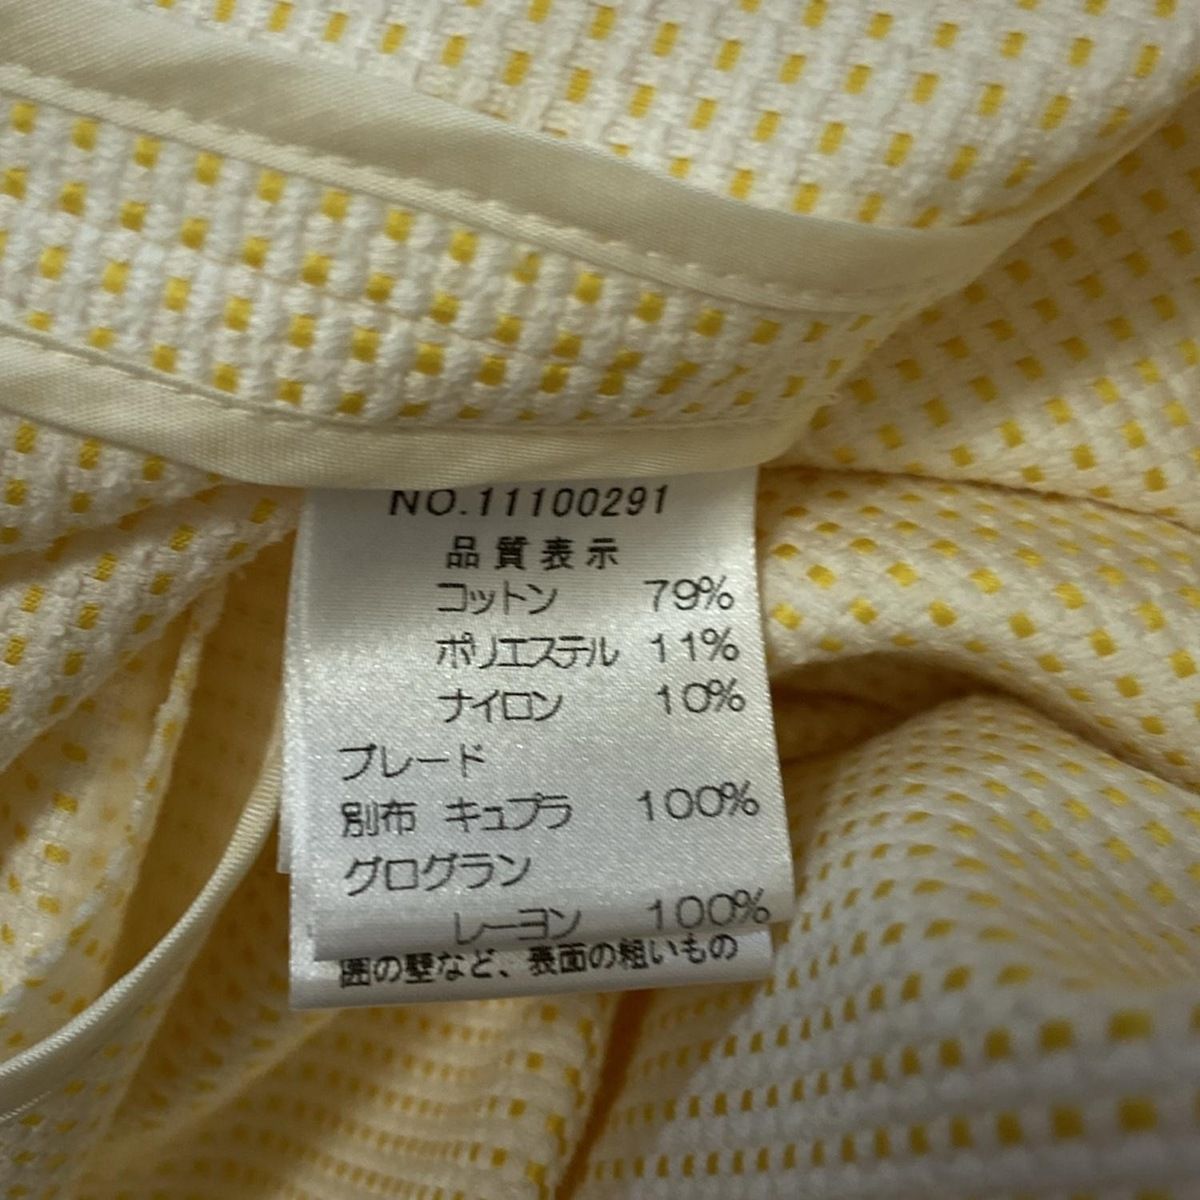 NO.11100291
品質表示
コットン 79%
ポリエステル 11%
ナイロン 10%
ブレード
別布 キュプラ 100%
グログラン
レーヨン 100%
囲の壁など、表面の粗いもの